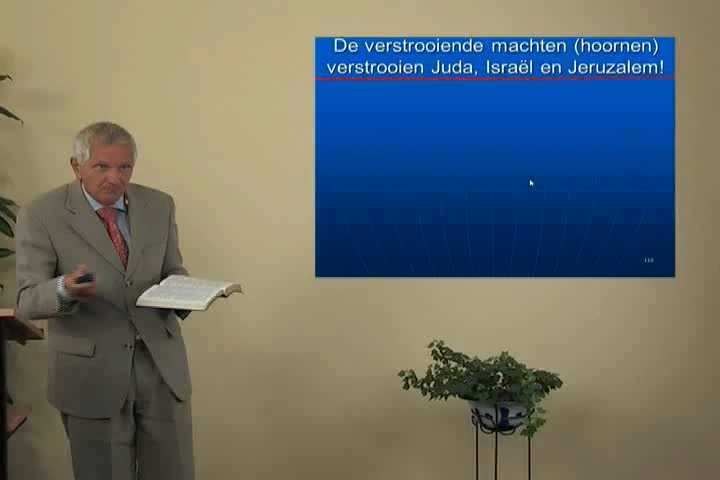 De verstrooiende machten (hoornen)
verstrooien Juda, Israël en Jeruzalem!